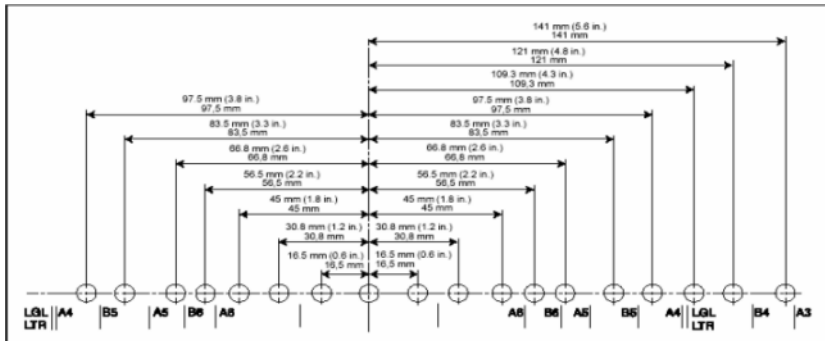 141 mm (5.6 in.)
141 mm
121 mm (4.8 in.)
121 mm
109.3 mm (4.3 in.)
109,3 mm
97.5 mm (3.8 in.)
97,5 mm
97.5 mm (3.8 in.)
97,5 mm
83.5 mm (3.3 in.)
83,5 mm
83.5 mm (3.3 in.)
83,5 mm
66.8 mm (2.6 in.)
66,8 mm
66.8 mm (2.6 in.)
66,8 mm
56.5 mm (2.2 in.)
56,5 mm
56.5 mm (2.2 in.)
56,5 mm
45 mm (1.8 in.)
45 mm
45 mm (1.8 in.)
45 mm
30.8 mm (1.2 in.)
30,8 mm
30.8 mm (1.2 in.)
30,8 mm
16.5 mm (0.6 in.)
16,5 mm
16.5 mm (0.6 in.)
16,5 mm
LGL A4 B5 A5 B6 A6 A6 B6 A5 B5 A4 LGL B4 A3
LTR LTR